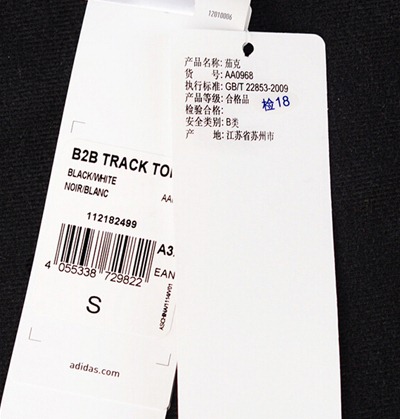 12010006
产品名称: 茄克
货 号: AA0968
执行标准: GB/T 22853-2009
产品等级: 合格品
检验合格: 检18
安全类别: B类
产 地: 江苏省苏州市
B2B TRACK TO
BLACK/WHITE
NOIR/BLANC
112182499
A3
EAN
4 055338 729822
S
adidas.com